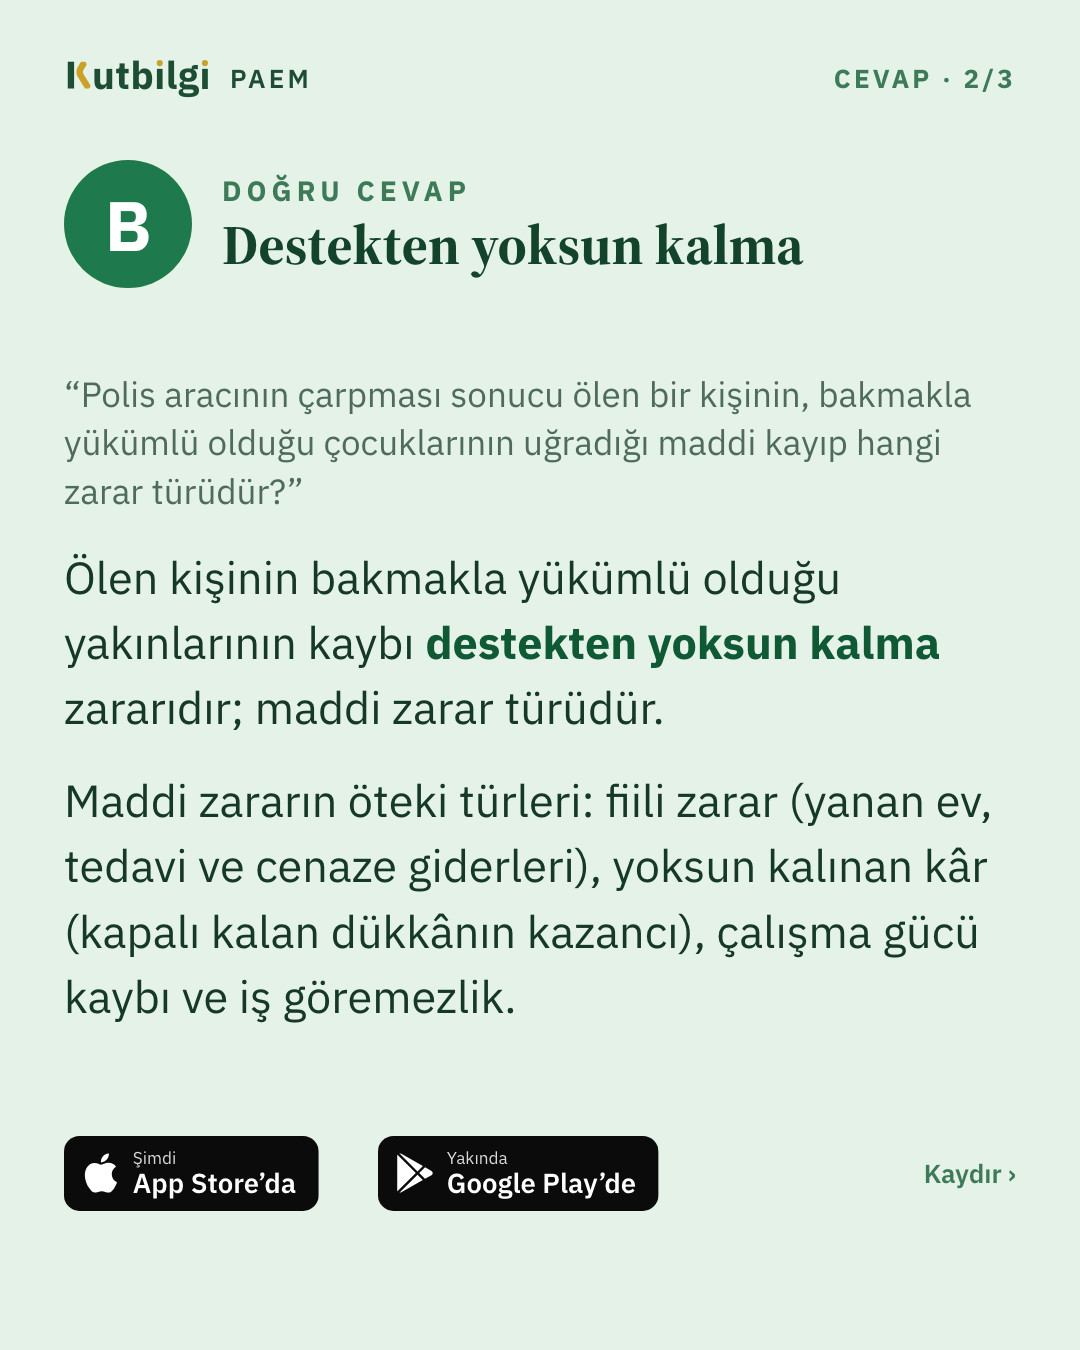 Kutbilgi PAEM
CEVAP · 2/3
B
DOĞRU CEVAP
Destekten yoksun kalma
“Polis aracının çarpması sonucu ölen bir kişinin, bakmakla
yükümlü olduğu çocuklarının uğradığı maddi kayıp hangi
zarar türüdür?”
Ölen kişinin bakmakla yükümlü olduğu
yakınlarının kaybı destekten yoksun kalma
zararıdır; maddi zarar türüdür.
Maddi zararın öteki türleri: fiili zarar (yanan ev,
tedavi ve cenaze giderleri), yoksun kalınan kâr
(kapalı kalan dükkânın kazancı), çalışma gücü
kaybı ve iş göremezlik.
Şimdi
App Store’da
Yakında
Google Play’de
Kaydır ›